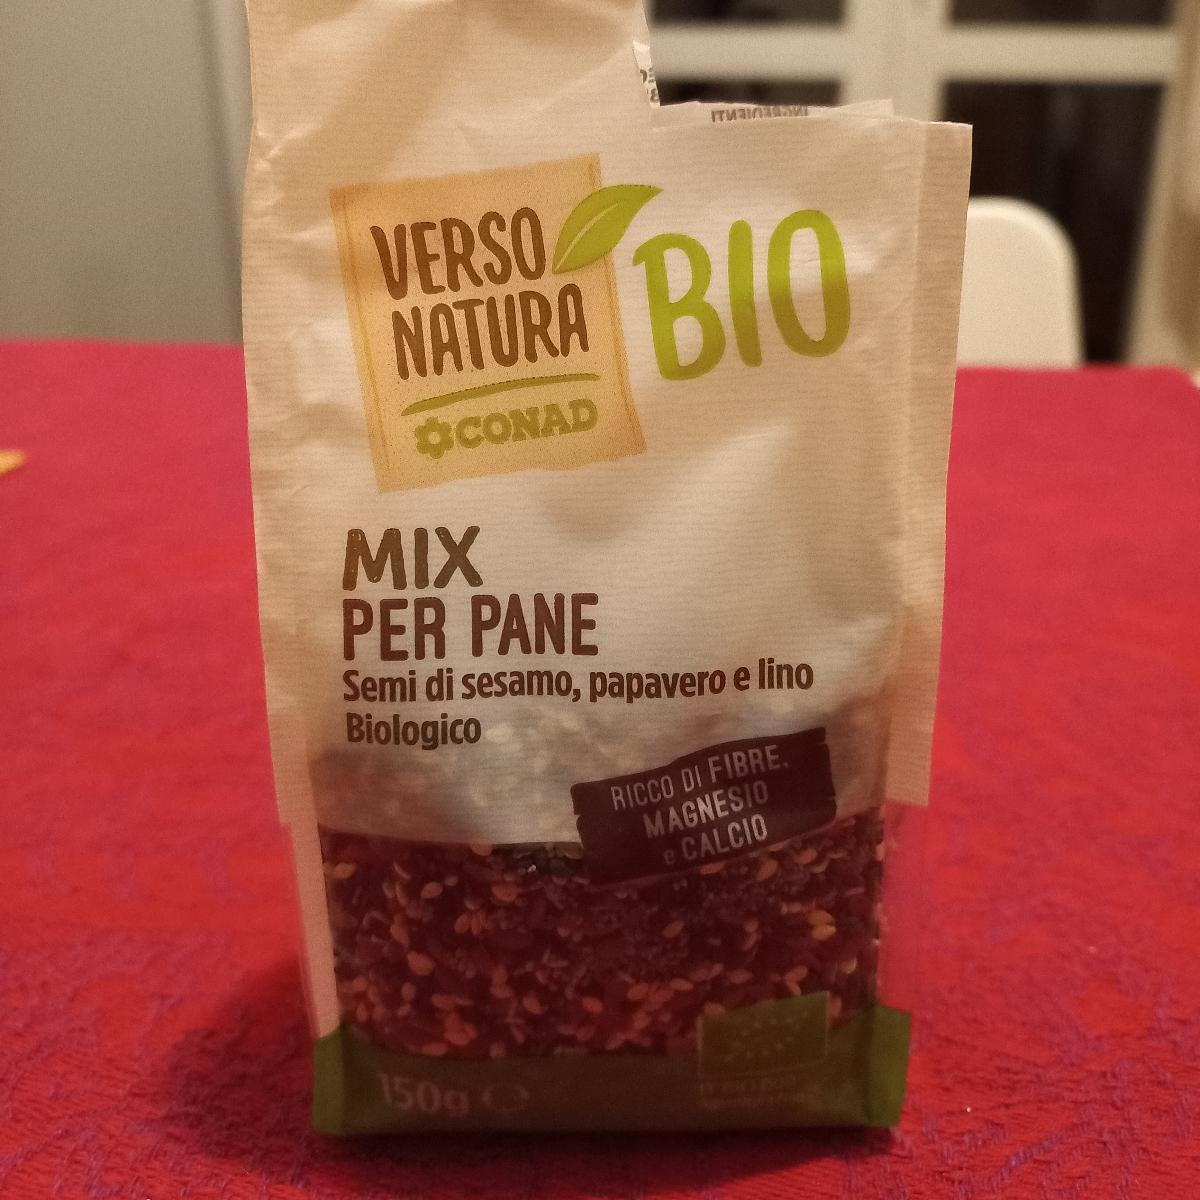 INGREDIENTI
VERSO
NATURA
CONAD
BIO
MIX
PER PANE
Semi di sesamo, papavero e lino
Biologico
RICCO DI FIBRE,
MAGNESIO
e CALCIO
150g e